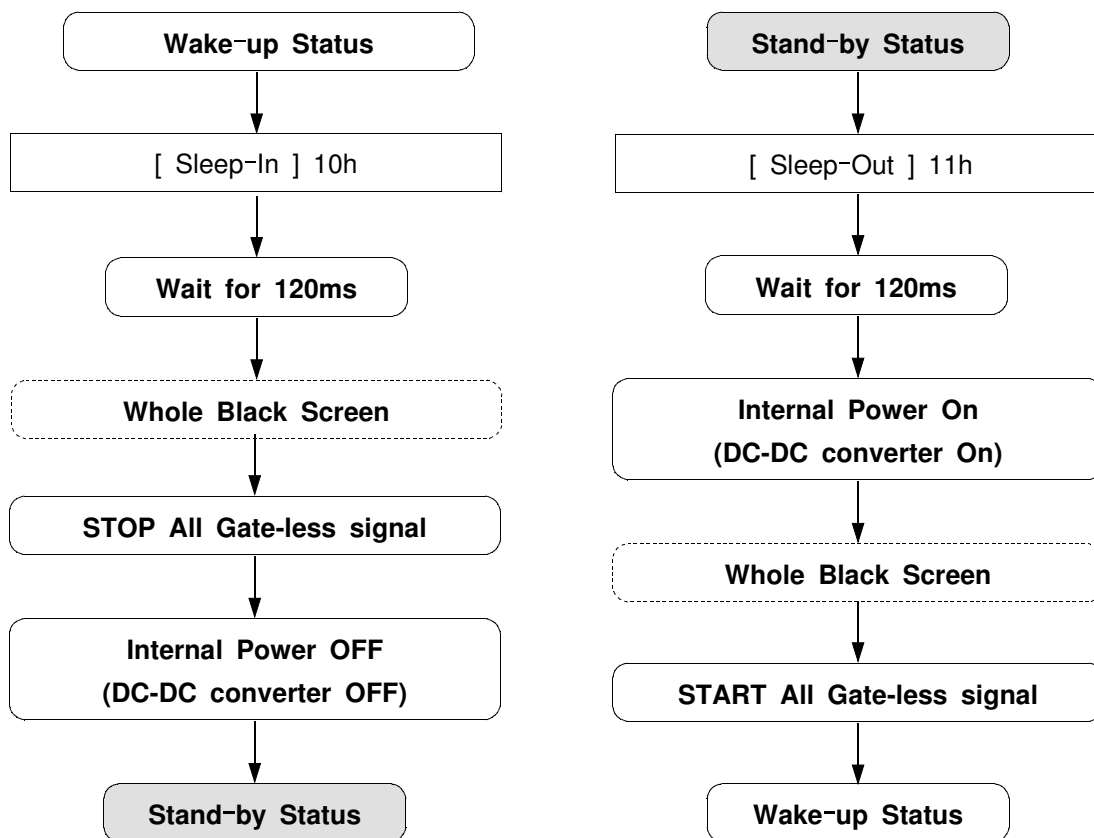 Wake-up Status
[ Sleep-In ] 10h
Wait for 120ms
Whole Black Screen
STOP All Gate-less signal
Internal Power OFF
(DC-DC converter OFF)
Stand-by Status
Stand-by Status
[ Sleep-Out ] 11h
Wait for 120ms
Internal Power On
(DC-DC converter On)
Whole Black Screen
START All Gate-less signal
Wake-up Status